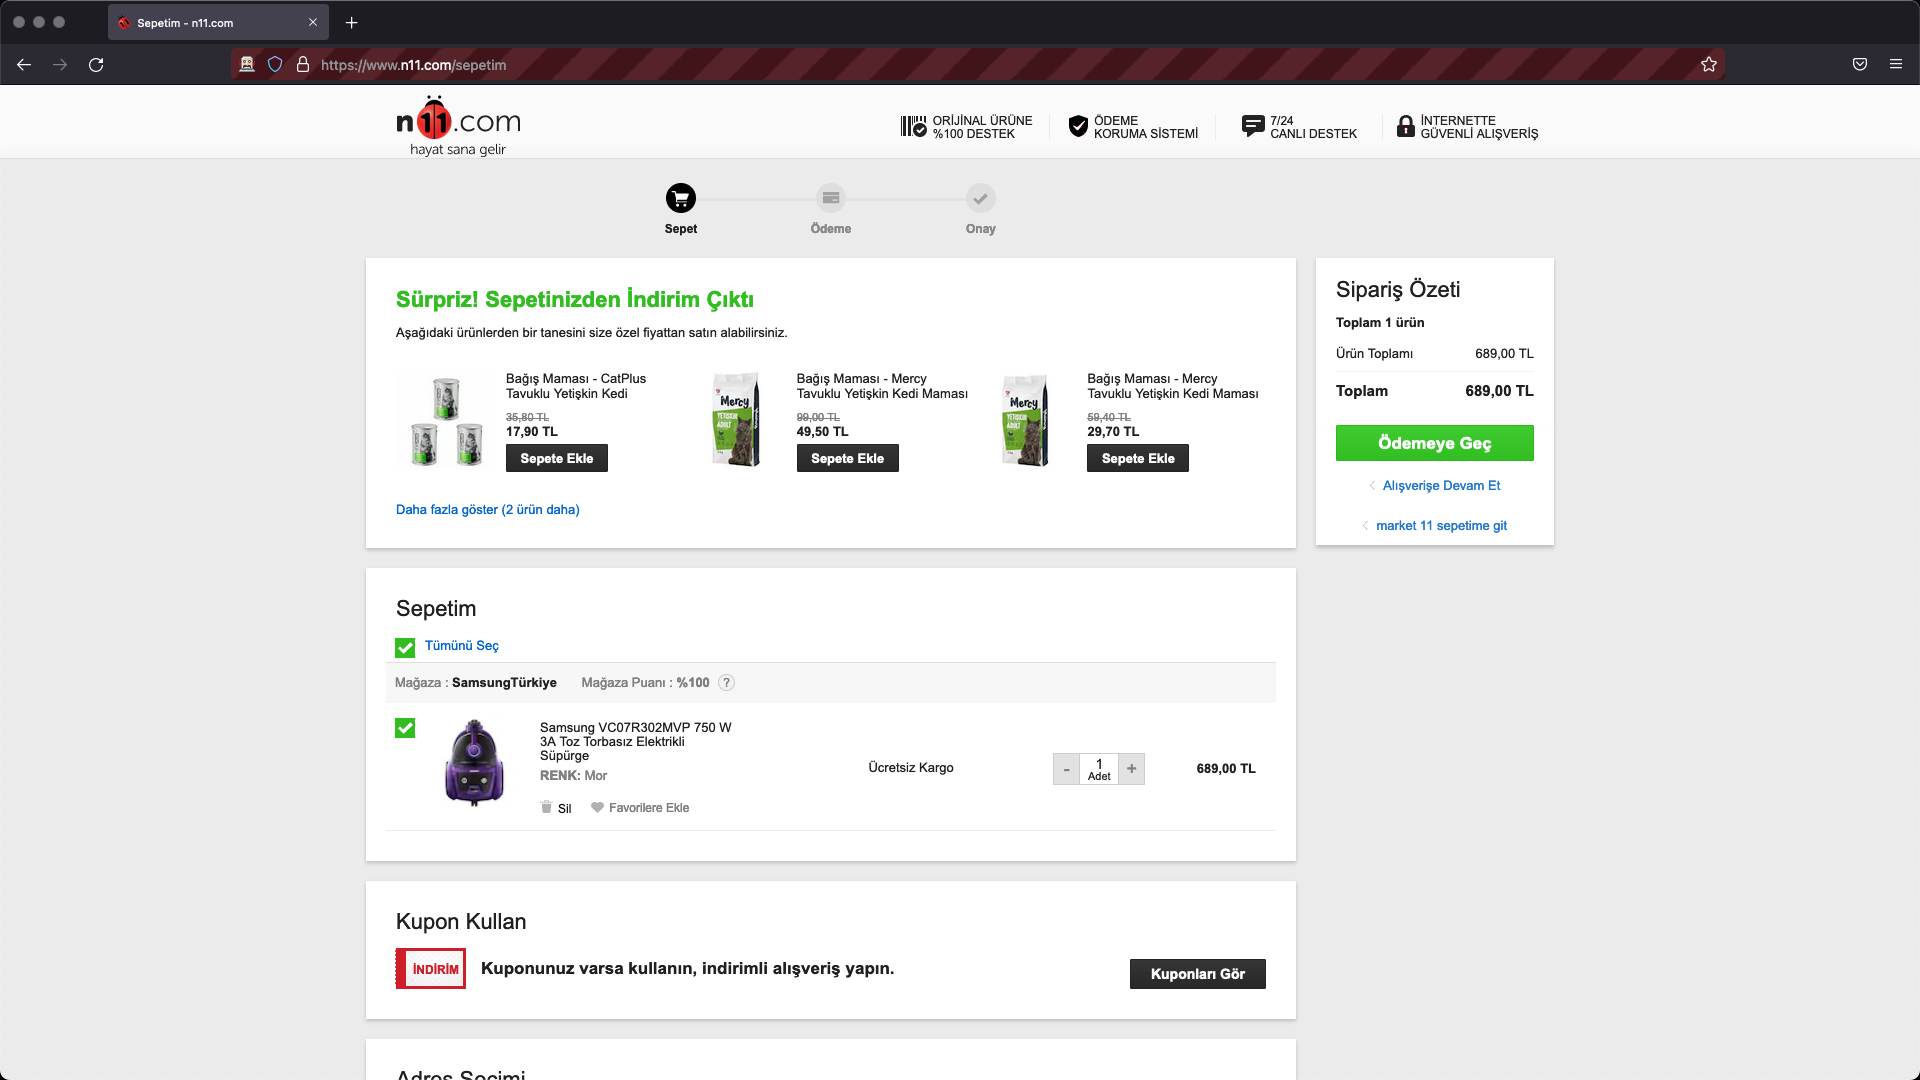 Sepetim - n11.com
https://www.n11.com/sepetim
n11.com
hayat sana gelir
ORİJİNAL ÜRÜNE
%100 DESTEK
ÖDEME
KORUMA SİSTEMİ
7/24
CANLI DESTEK
İNTERNETTE
GÜVENLİ ALIŞVERİŞ
Sepet
Ödeme
Onay
Sürpriz! Sepetinizden İndirim Çıktı
Aşağıdaki ürünlerden bir tanesini size özel fiyattan satın alabilirsiniz.
Bağış Maması - CatPlus
Tavuklu Yetişkin Kedi
35,80 TL
17,90 TL
Sepete Ekle
Mercy
YETİŞKİN
ADULT
Bağış Maması - Mercy
Tavuklu Yetişkin Kedi Maması
99,00 TL
49,50 TL
Sepete Ekle
Mercy
YETİŞKİN
ADULT
Bağış Maması - Mercy
Tavuklu Yetişkin Kedi Maması
59,40 TL
29,70 TL
Sepete Ekle
Daha fazla göster (2 ürün daha)
Sipariş Özeti
Toplam 1 ürün
Ürün Toplamı 689,00 TL
Toplam 689,00 TL
Ödemeye Geç
Alışverişe Devam Et
market 11 sepetime git
Sepetim
Tümünü Seç
Mağaza : SamsungTürkiye Mağaza Puanı : %100 ?
Samsung VC07R302MVP 750 W
3A Toz Torbasız Elektrikli
Süpürge
RENK: Mor
Sil Favorilere Ekle
Ücretsiz Kargo
- 1 +
Adet
689,00 TL
Kupon Kullan
İNDİRİM
Kuponunuz varsa kullanın, indirimli alışveriş yapın.
Kuponları Gör
Adres Seçimi